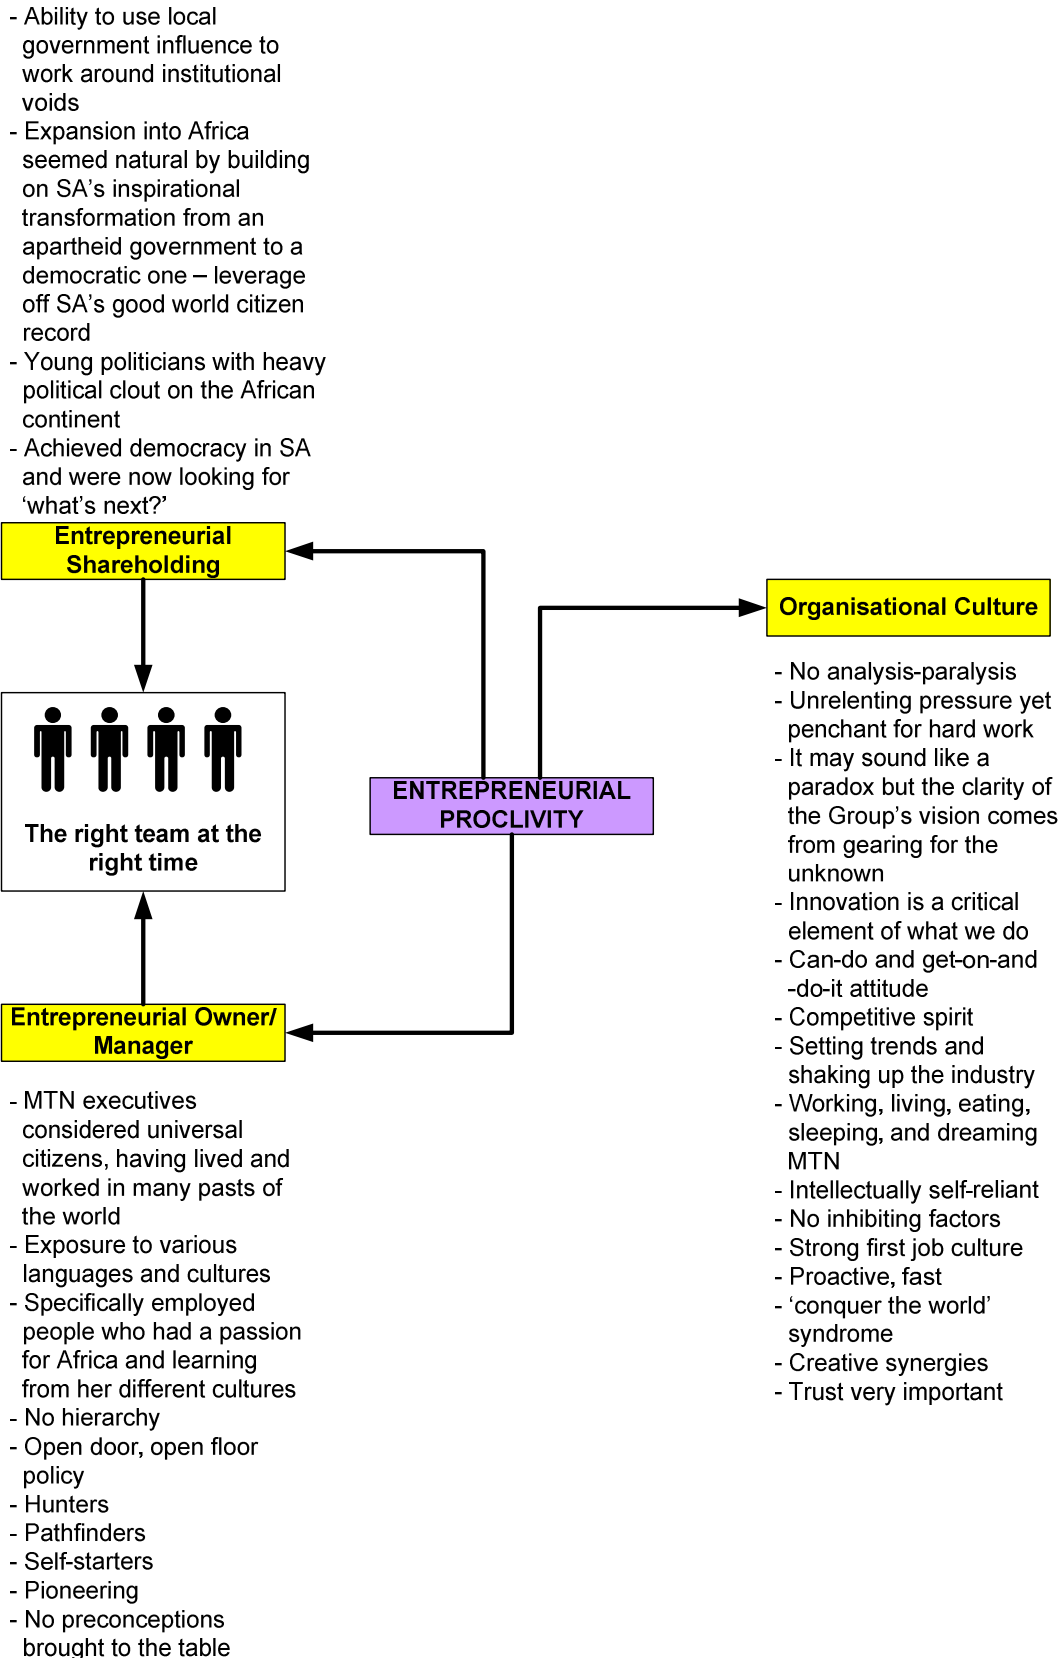 - Ability to use local
government influence to
work around institutional
voids
- Expansion into Africa
seemed natural by building
on SA’s inspirational
transformation from an
apartheid government to a
democratic one – leverage
off SA’s good world citizen
record
- Young politicians with heavy
political clout on the African
continent
- Achieved democracy in SA
and were now looking for
‘what’s next?’
Entrepreneurial
Shareholding
The right team at the
right time
Entrepreneurial Owner/
Manager
- MTN executives
considered universal
citizens, having lived and
worked in many pasts of
the world
- Exposure to various
languages and cultures
- Specifically employed
people who had a passion
for Africa and learning
from her different cultures
- No hierarchy
- Open door, open floor
policy
- Hunters
- Pathfinders
- Self-starters
- Pioneering
- No preconceptions
brought to the table
ENTREPRENEURIAL
PROCLIVITY
Organisational Culture
- No analysis-paralysis
- Unrelenting pressure yet
penchant for hard work
- It may sound like a
paradox but the clarity of
the Group’s vision comes
from gearing for the
unknown
- Innovation is a critical
element of what we do
- Can-do and get-on-and
-do-it attitude
- Competitive spirit
- Setting trends and
shaking up the industry
- Working, living, eating,
sleeping, and dreaming
MTN
- Intellectually self-reliant
- No inhibiting factors
- Strong first job culture
- Proactive, fast
- ‘conquer the world’
syndrome
- Creative synergies
- Trust very important